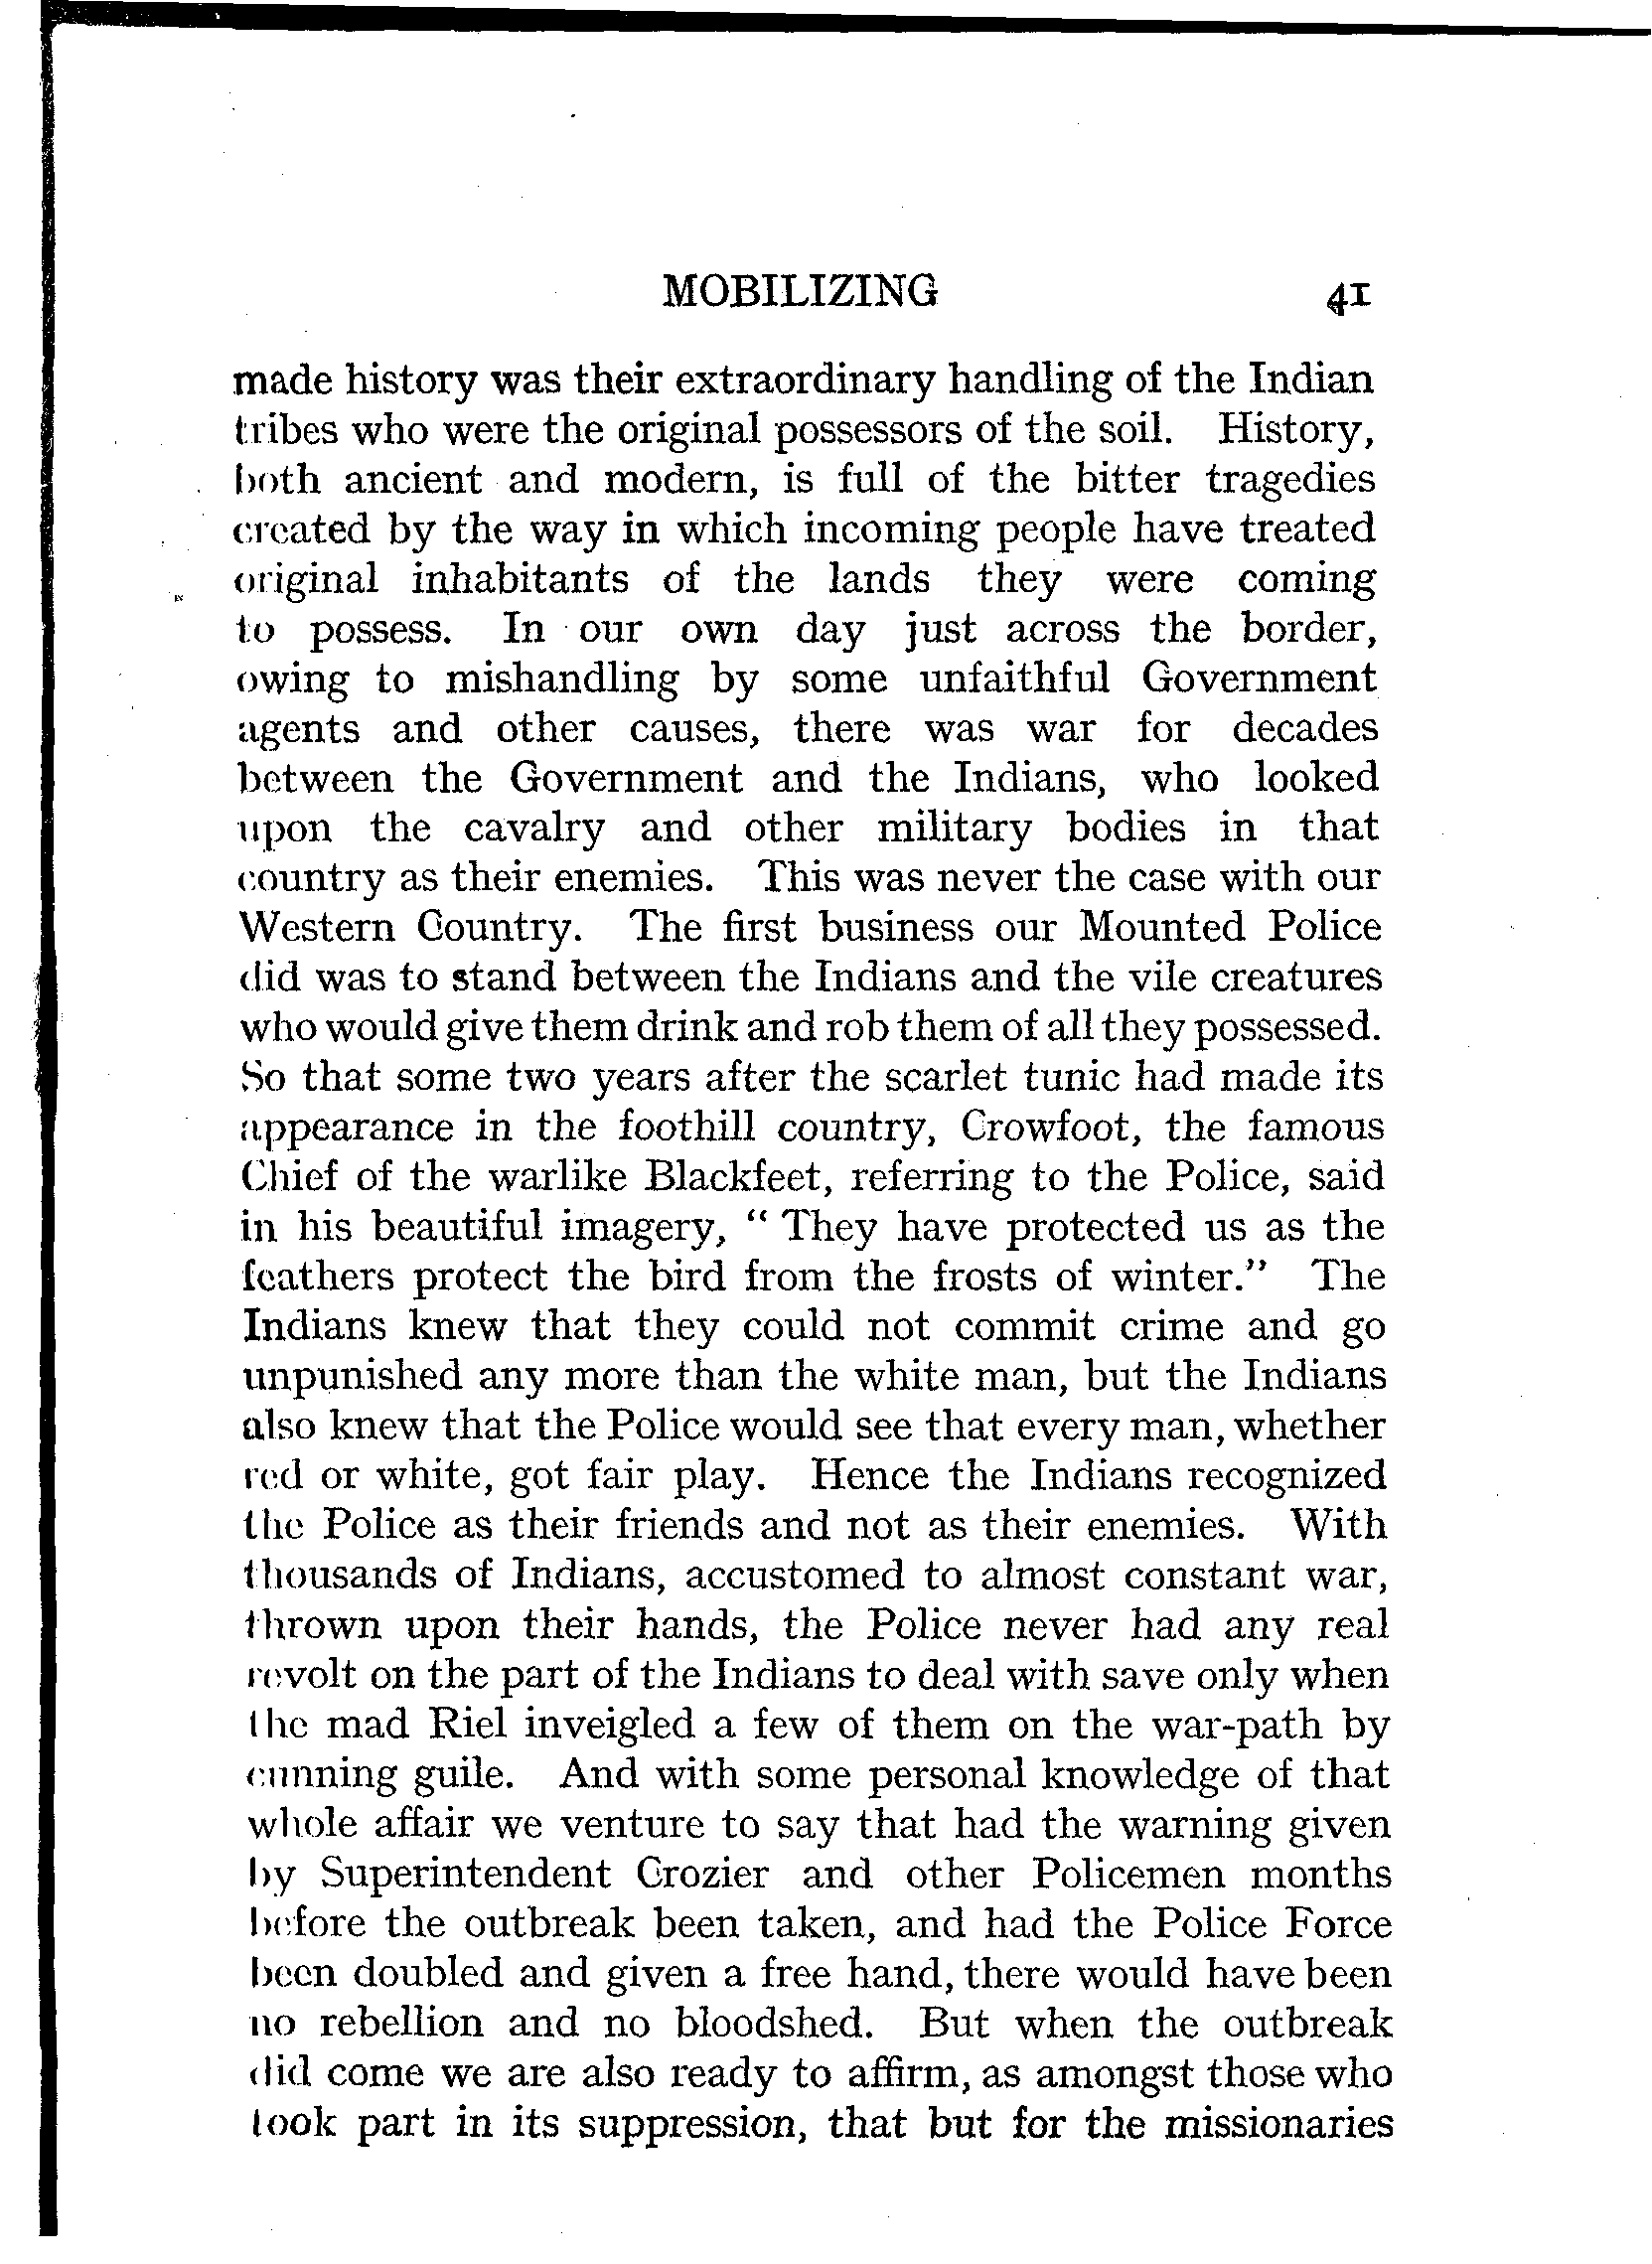 MOBILIZING 41
made history was their extraordinary handling of the Indian
tribes who were the original possessors of the soil. History,
both ancient and modern, is full of the bitter tragedies
created by the way in which incoming people have treated
original inhabitants of the lands they were coming
to possess. In our own day just across the border,
owing to mishandling by some unfaithful Government
agents and other causes, there was war for decades
between the Government and the Indians, who looked
upon the cavalry and other military bodies in that
country as their enemies. This was never the case with our
Western Country. The first business our Mounted Police
did was to stand between the Indians and the vile creatures
who would give them drink and rob them of all they possessed.
So that some two years after the scarlet tunic had made its
appearance in the foothill country, Crowfoot, the famous
Chief of the warlike Blackfeet, referring to the Police, said
in his beautiful imagery, “ They have protected us as the
feathers protect the bird from the frosts of winter.” The
Indians knew that they could not commit crime and go
unpunished any more than the white man, but the Indians
also knew that the Police would see that every man, whether
red or white, got fair play. Hence the Indians recognized
the Police as their friends and not as their enemies. With
thousands of Indians, accustomed to almost constant war,
thrown upon their hands, the Police never had any real
revolt on the part of the Indians to deal with save only when
the mad Riel inveigled a few of them on the war-path by
cunning guile. And with some personal knowledge of that
whole affair we venture to say that had the warning given
by Superintendent Crozier and other Policemen months
before the outbreak been taken, and had the Police Force
been doubled and given a free hand, there would have been
no rebellion and no bloodshed. But when the outbreak
did come we are also ready to affirm, as amongst those who
took part in its suppression, that but for the missionaries